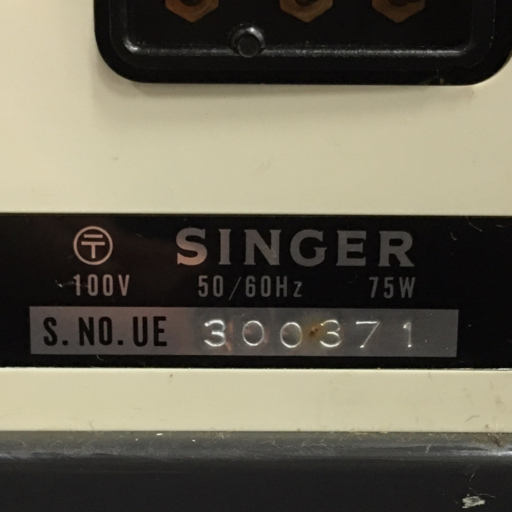 〒 SINGER
100V 50/60Hz 75W
S. NO. UE 300371